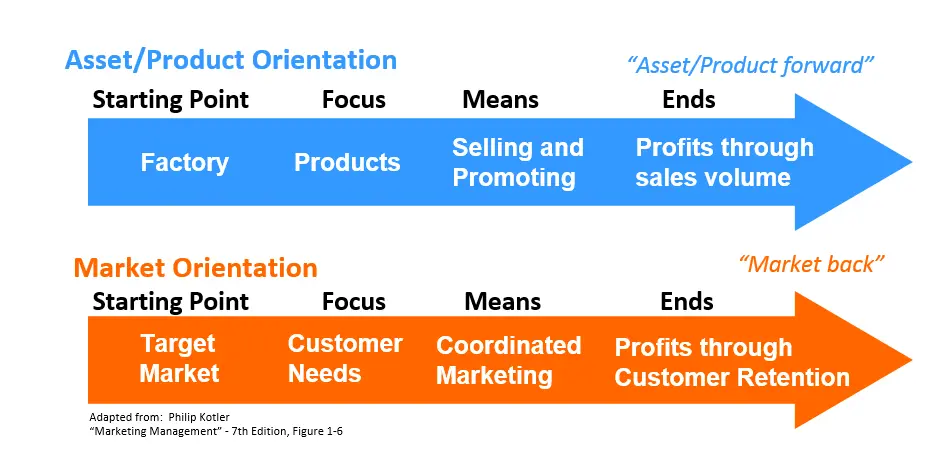 Asset/Product Orientation
“Asset/Product forward”
Starting Point Focus Means Ends
Factory Products Selling and Promoting Profits through sales volume
Market Orientation
“Market back”
Starting Point Focus Means Ends
Target Market Customer Needs Coordinated Marketing Profits through Customer Retention
Adapted from: Philip Kotler
“Marketing Management” - 7th Edition, Figure 1-6